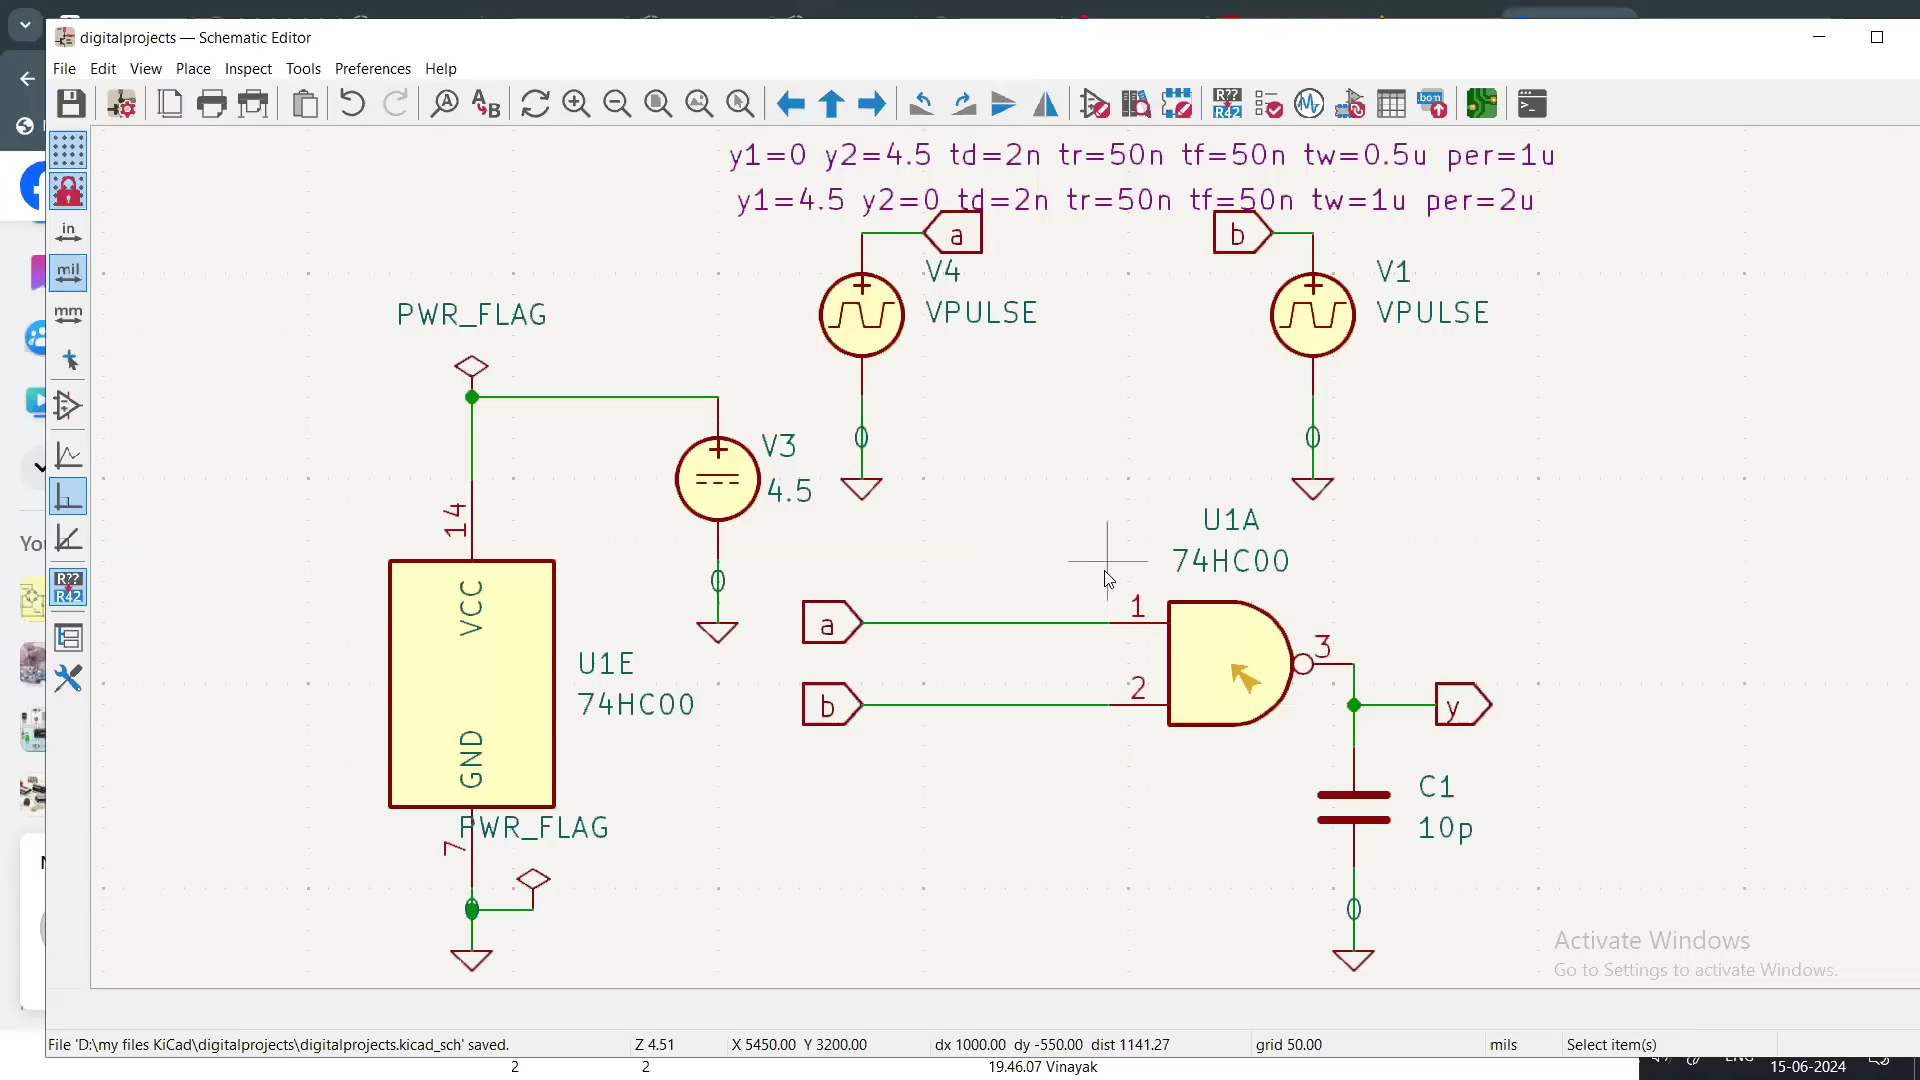 digitalprojects — Schematic Editor
File Edit View Place Inspect Tools Preferences Help
y1=0 y2=4.5 td=2n tr=50n tf=50n tw=0.5u per=1u
y1=4.5 y2=0 td=2n tr=50n tf=50n tw=1u per=2u
in
mil
mm
R??
R42
A
B
R??
R42
bom
a
b
V4
VPULSE
V1
VPULSE
PWR_FLAG
V3
4.5
0
0
0
14
VCC
GND
7
U1E
74HC00
PWR_FLAG
U1A
74HC00
a
1
b
2
3
y
C1
10p
0
Activate Windows
Go to Settings to activate Windows.
File 'D:\my files KiCad\digitalprojects\digitalprojects.kicad_sch' saved.
Z 4.51
X 5450.00 Y 3200.00
dx 1000.00 dy -550.00 dist 1141.27
grid 50.00
mils
Select item(s)
2
2
19.46.07 Vinayak
15-06-2024